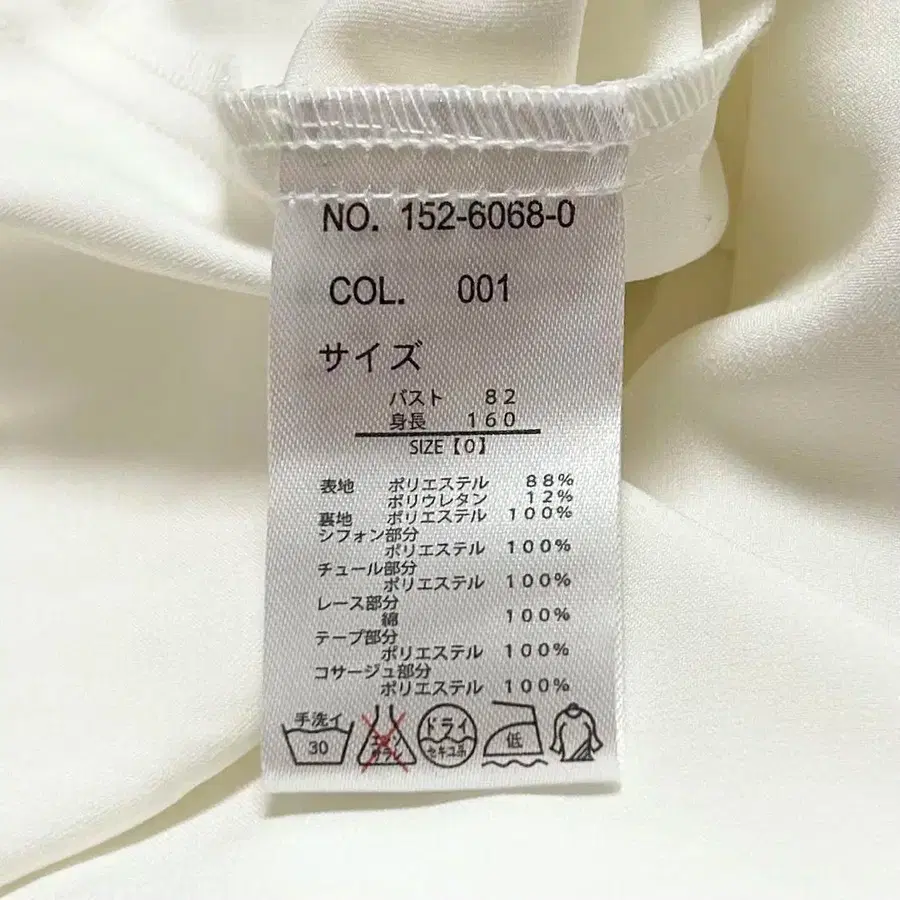 NO. 152-6068-0
COL. 001
サイズ
バスト 82
身長 160
SIZE【0】
表地 ポリエステル 88%
ポリウレタン 12%
裏地 ポリエステル 100%
シフォン部分
ポリエステル 100%
チュール部分
ポリエステル 100%
レース部分
綿 100%
テープ部分
ポリエステル 100%
コサージュ部分
ポリエステル 100%
手洗イ
30
エンソ
サラシ
ドライ
セキユ系
低